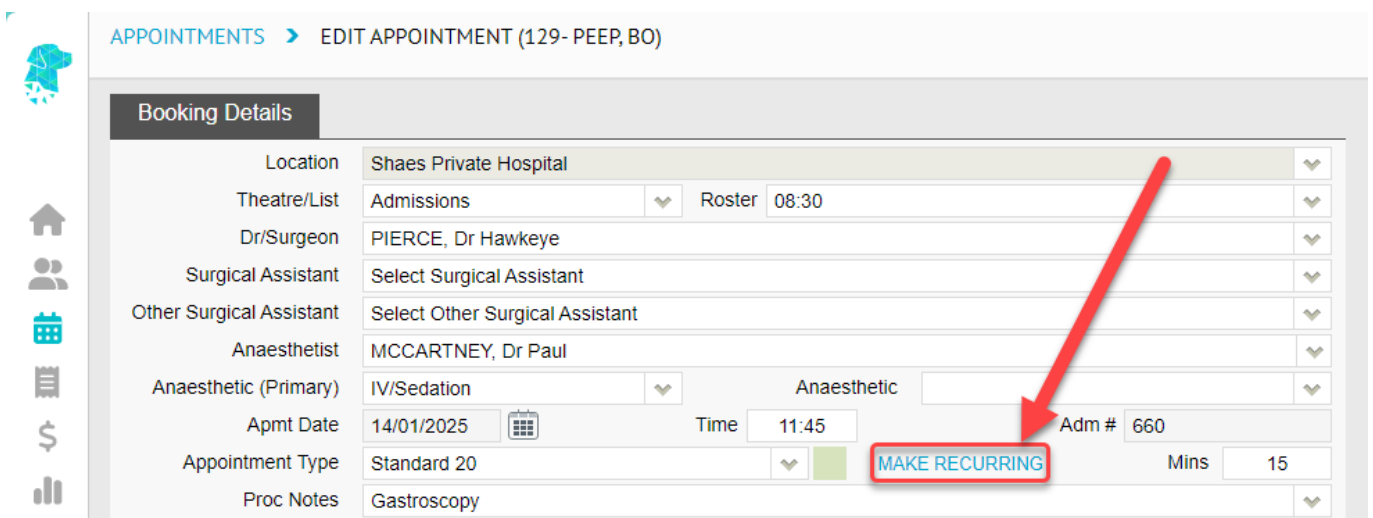 APPOINTMENTS > EDIT APPOINTMENT (129- PEEP, BO)
Booking Details
Location Shaes Private Hospital
Theatre/List Admissions Roster 08:30
Dr/Surgeon PIERCE, Dr Hawkeye
Surgical Assistant Select Surgical Assistant
Other Surgical Assistant Select Other Surgical Assistant
Anaesthetist MCCARTNEY, Dr Paul
Anaesthetic (Primary) IV/Sedation Anaesthetic
Apmt Date 14/01/2025 Time 11:45 Adm # 660
Appointment Type Standard 20 MAKE RECURRING Mins 15
Proc Notes Gastroscopy